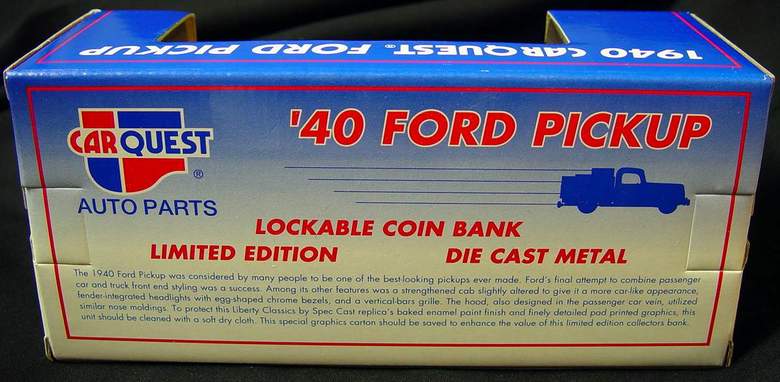 1940 CARQUEST® FORD PICKUP
'40 FORD PICKUP
CARQUEST
®
AUTO PARTS
LOCKABLE COIN BANK
LIMITED EDITION DIE CAST METAL
The 1940 Ford Pickup was considered by many people to be one of the best-looking pickups ever made. Ford's final attempt to combine passenger
car and truck front end styling was a success. Among its other features was a strengthened cab slightly altered to give it a more car-like appearance,
fender-integrated headlights with egg-shaped chrome bezels, and a vertical-bars grille. The hood, also designed in the passenger car vein, utilized
similar nose moldings. To protect this Liberty Classics by Spec Cast replica's baked enamel paint finish and finely detailed pad printed graphics, this
unit should be cleaned with a soft dry cloth. This special graphics carton should be saved to enhance the value of this limited edition collectors bank.